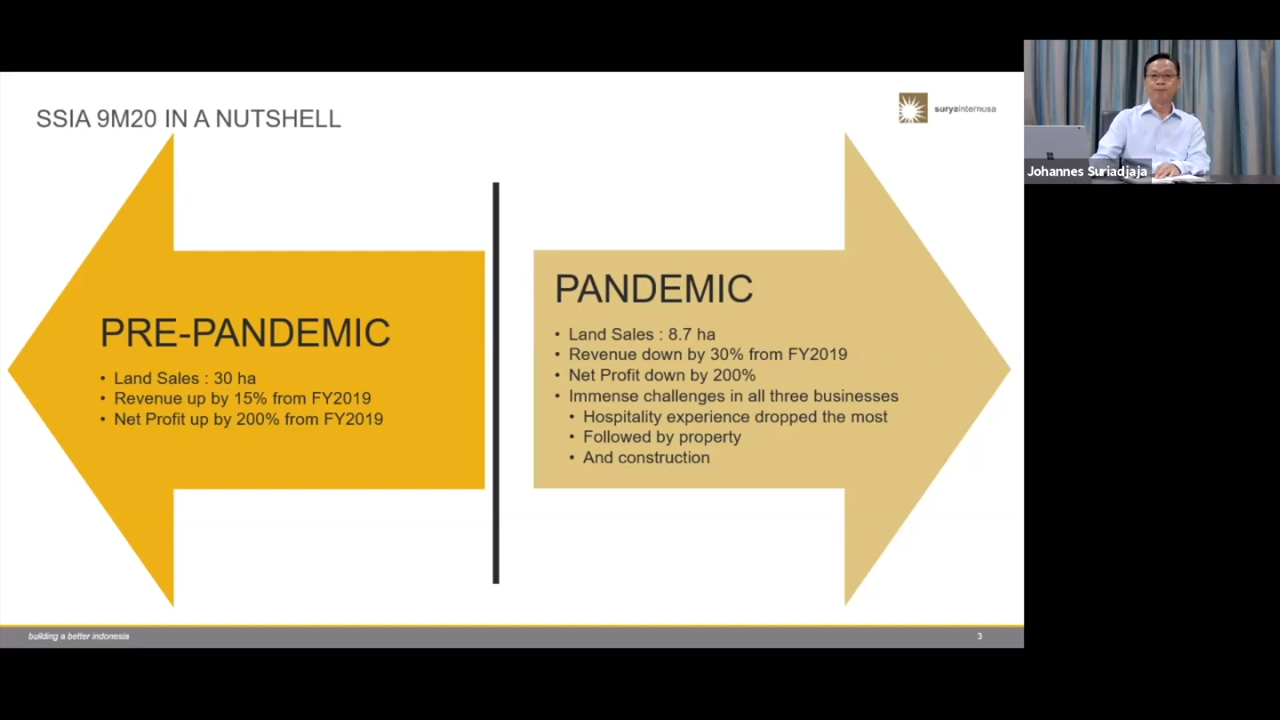 SSIA 9M20 IN A NUTSHELL
suryainternusa
Johannes Suriadjaja
PRE-PANDEMIC
• Land Sales : 30 ha
• Revenue up by 15% from FY2019
• Net Profit up by 200% from FY2019
PANDEMIC
• Land Sales : 8.7 ha
• Revenue down by 30% from FY2019
• Net Profit down by 200%
• Immense challenges in all three businesses
• Hospitality experience dropped the most
• Followed by property
• And construction
building a better indonesia
3